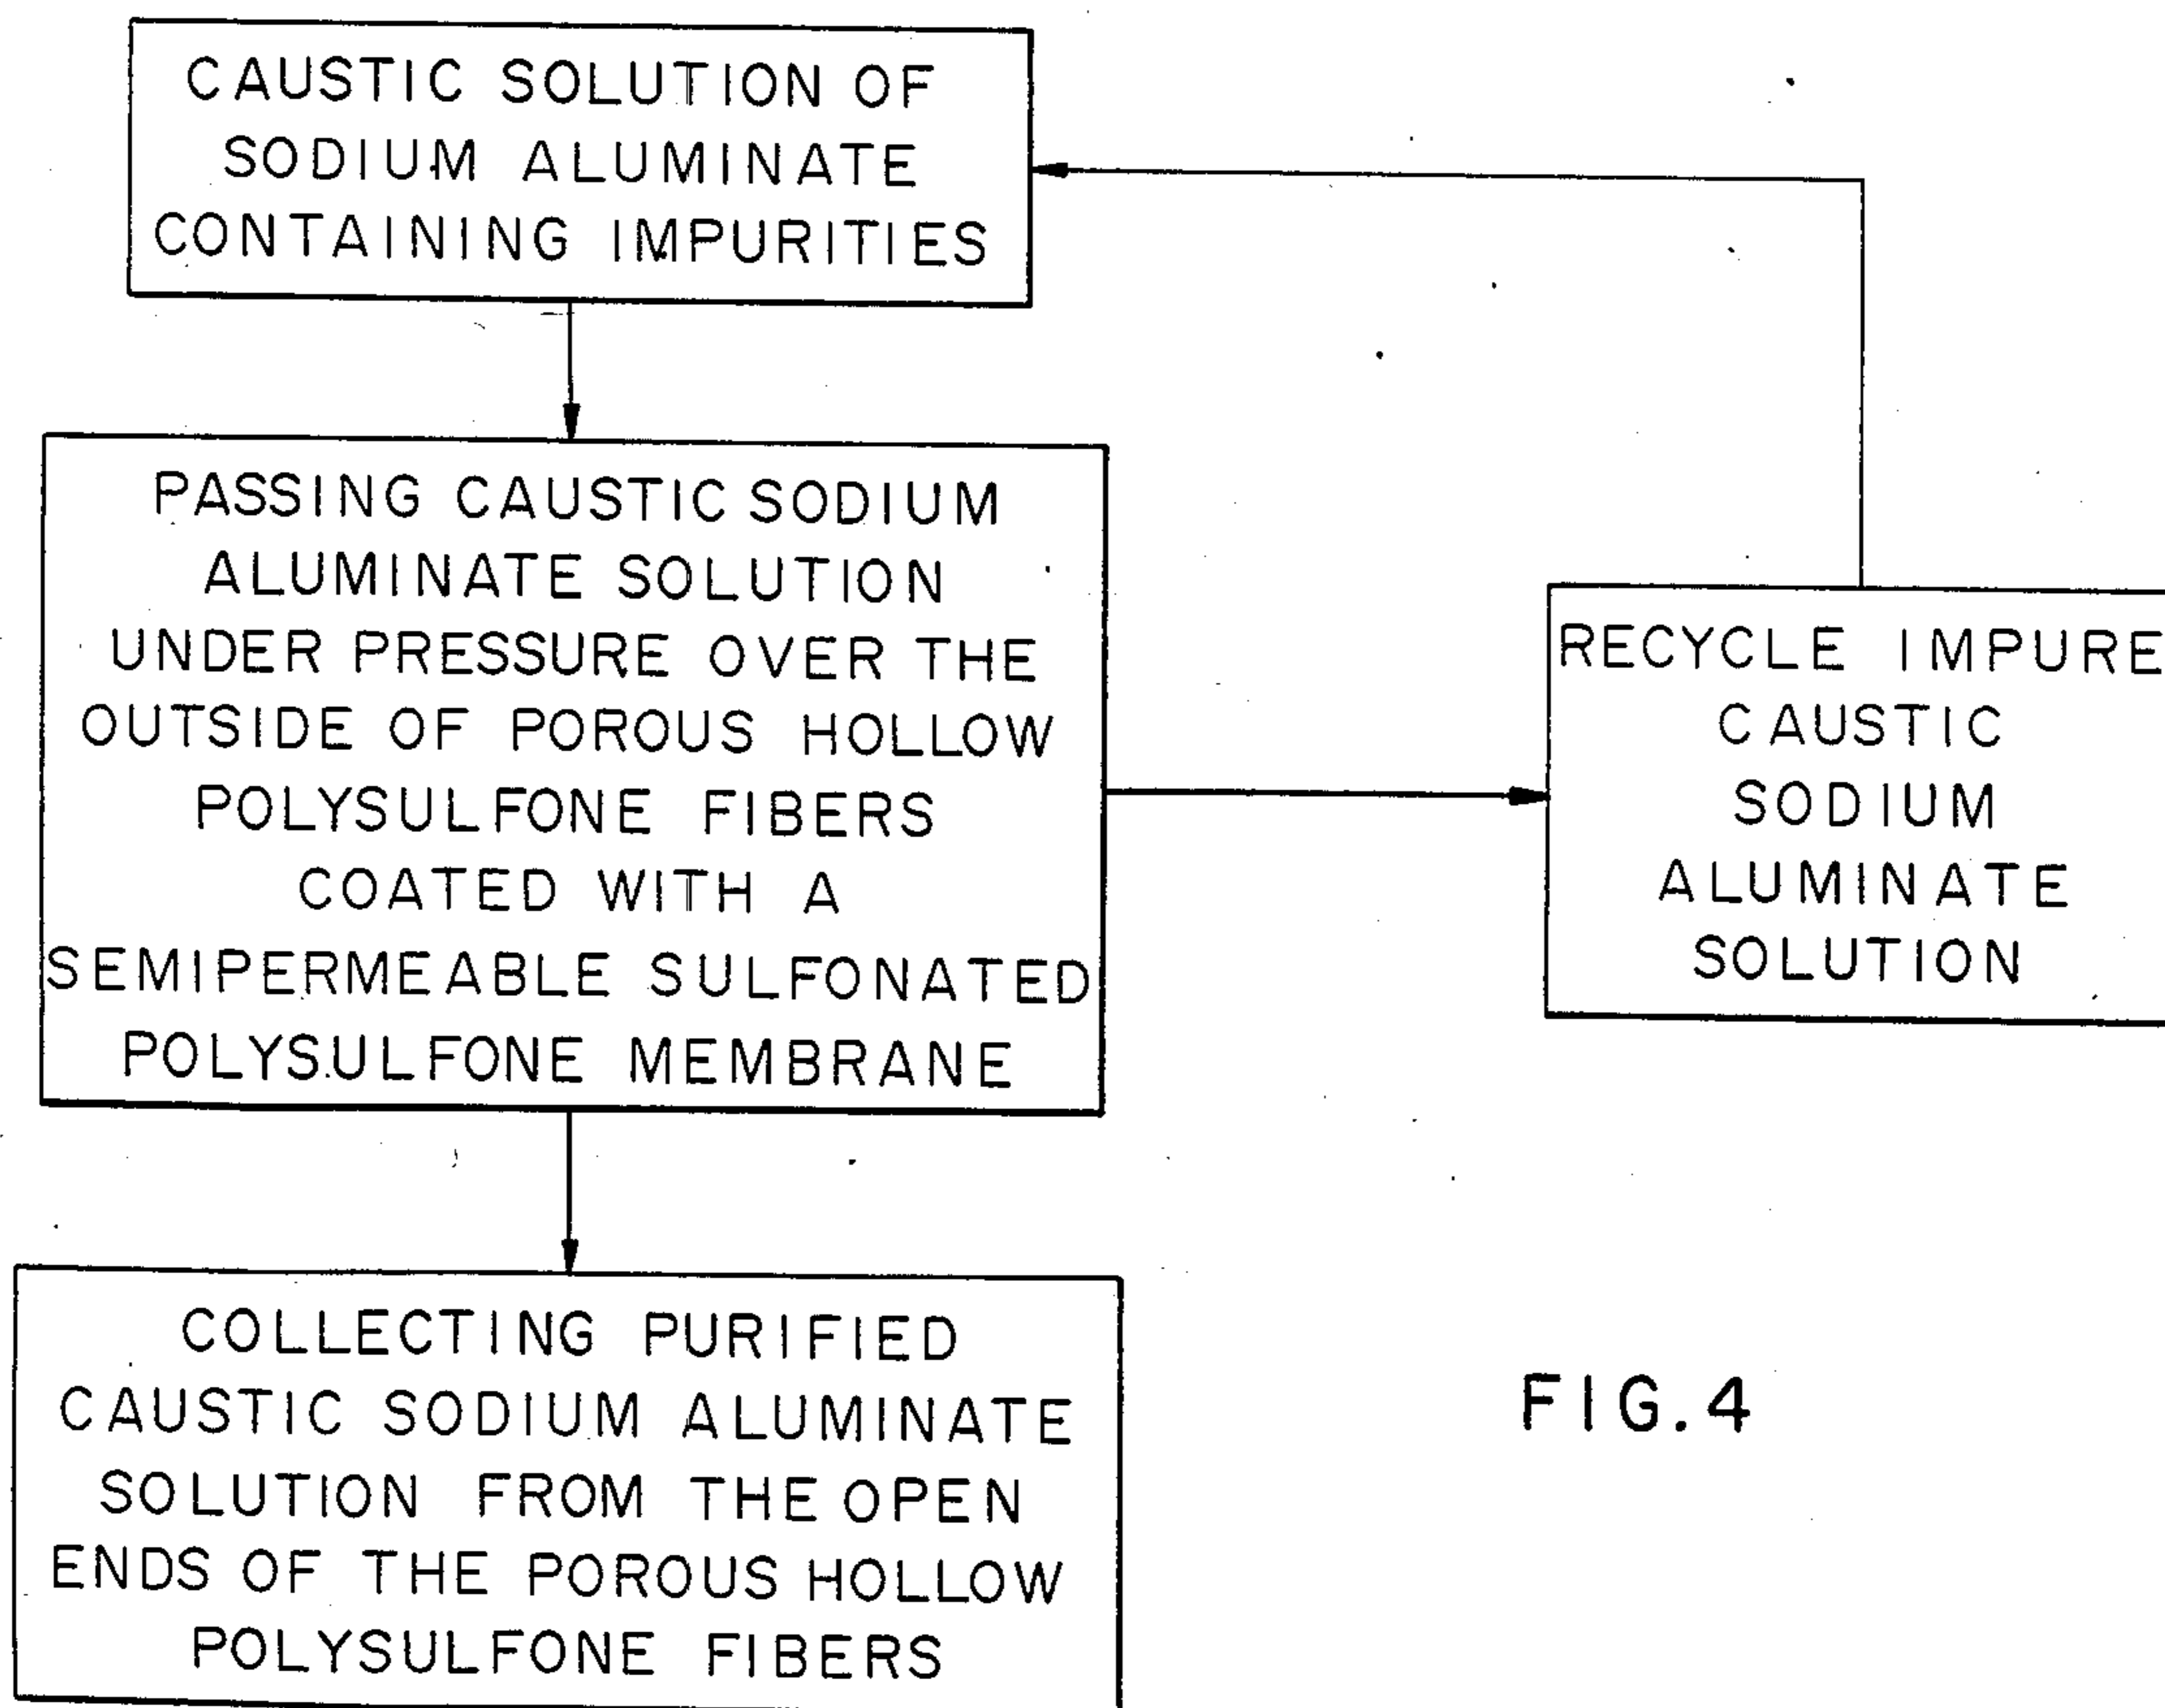 CAUSTIC SOLUTION OF
SODIUM ALUMINATE
CONTAINING IMPURITIES
PASSING CAUSTIC SODIUM
ALUMINATE SOLUTION
UNDER PRESSURE OVER THE
OUTSIDE OF POROUS HOLLOW
POLYSULFONE FIBERS
COATED WITH A
SEMIPERMEABLE SULFONATED
POLYSULFONE MEMBRANE
RECYCLE IMPURE
CAUSTIC
SODIUM
ALUMINATE
SOLUTION
COLLECTING PURIFIED
CAUSTIC SODIUM ALUMINATE
SOLUTION FROM THE OPEN
ENDS OF THE POROUS HOLLOW
POLYSULFONE FIBERS
FIG.4